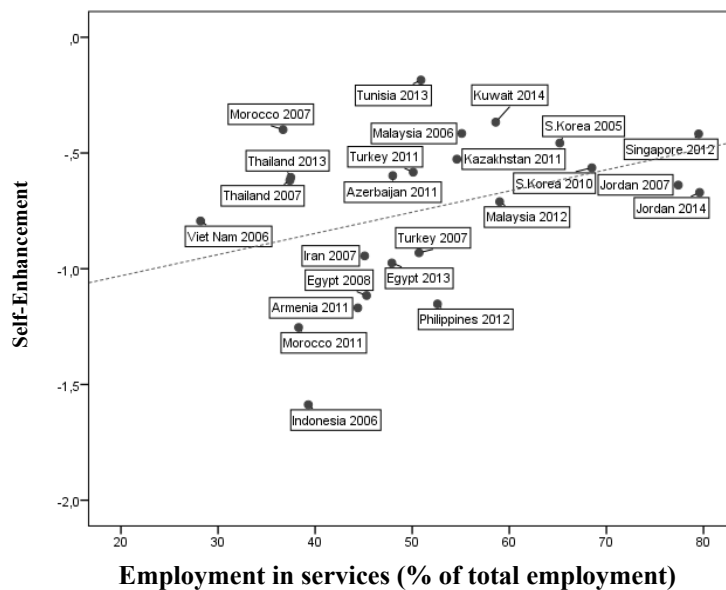 ,0
-,5
-1,0
-1,5
-2,0
Self-Enhancement
Tunisia 2013
Kuwait 2014
Morocco 2007
Malaysia 2006
S.Korea 2005
Singapore 2012
Thailand 2013
Turkey 2011
Kazakhstan 2011
Thailand 2007
Azerbaijan 2011
S.Korea 2010
Jordan 2007
Jordan 2014
Malaysia 2012
Viet Nam 2006
Turkey 2007
Iran 2007
Egypt 2008
Egypt 2013
Armenia 2011
Philippines 2012
Morocco 2011
Indonesia 2006
20 30 40 50 60 70 80
Employment in services (% of total employment)